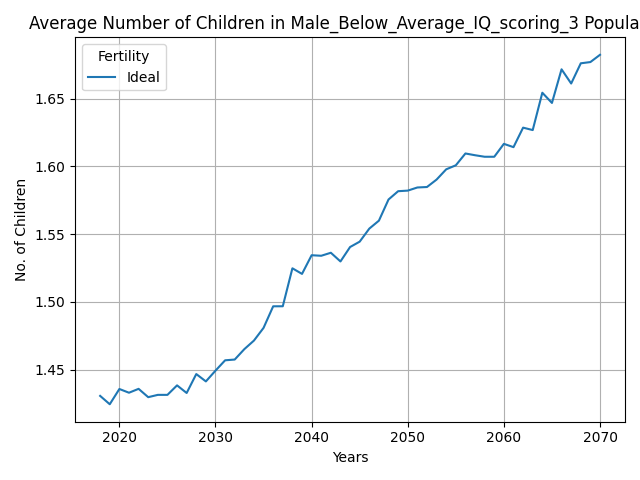 Average Number of Children in Male_Below_Average_IQ_scoring_3 Popula
Fertility
Ideal
No. of Children
1.65
1.60
1.55
1.50
1.45
2020 2030 2040 2050 2060 2070
Years